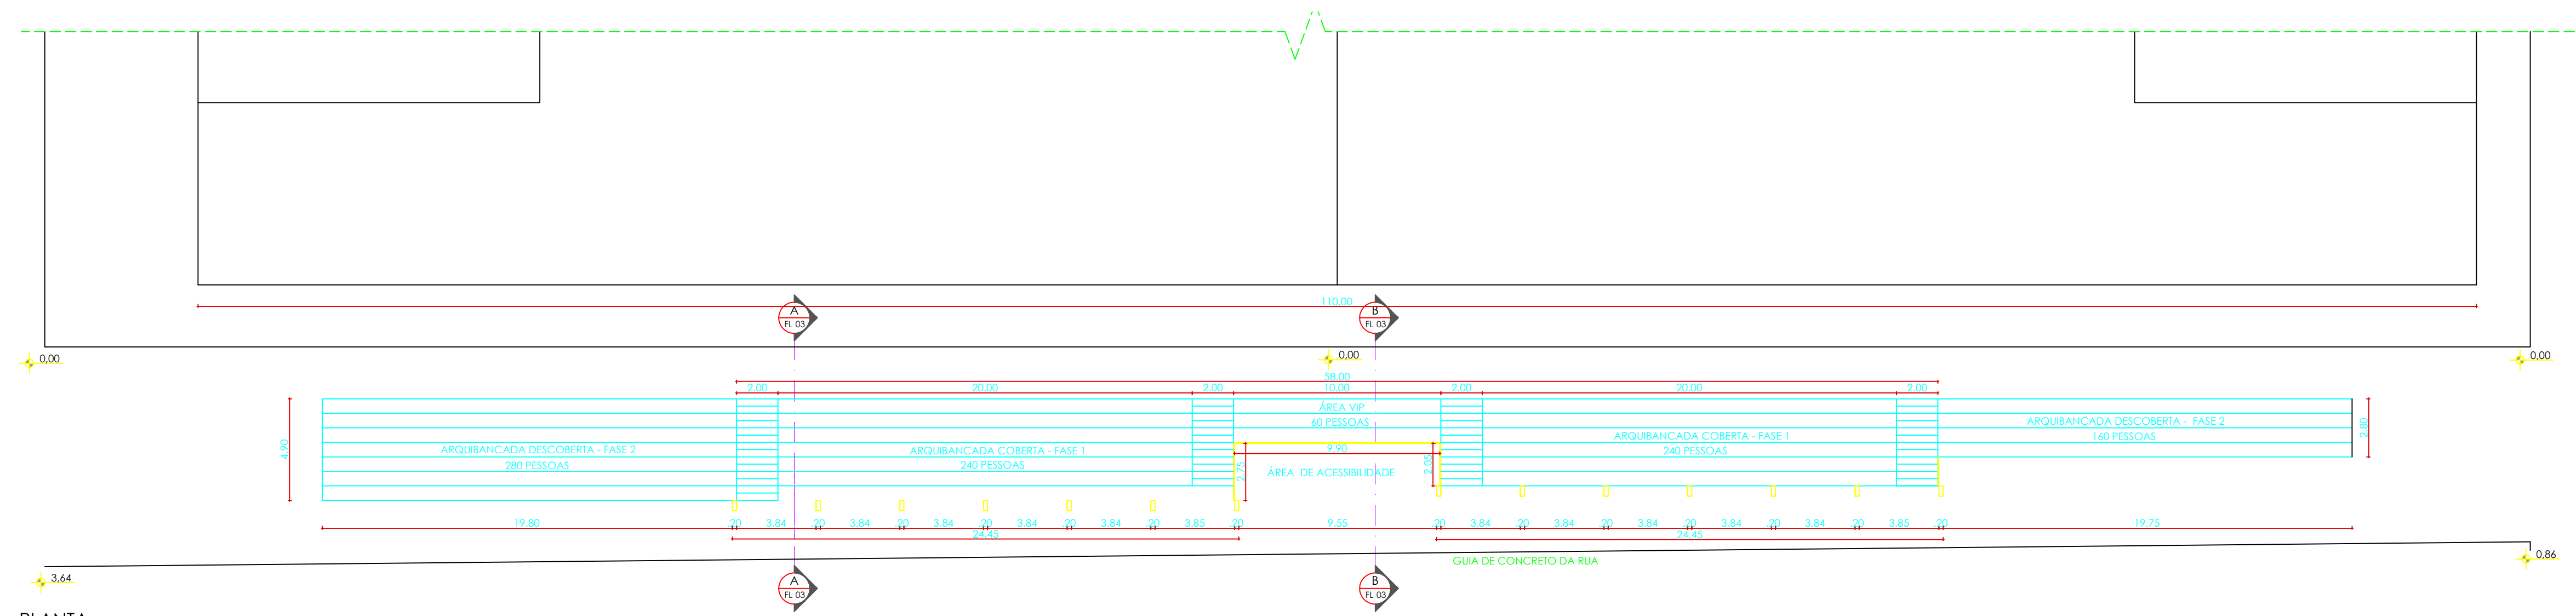 110,00
A
FL 03
B
FL 03
0,00
0,00
0,00
58,00
2,00
20,00
2,00
10,00
2,00
20,00
2,00
ÁREA VIP
60 PESSOAS
ARQUIBANCADA DESCOBERTA - FASE 2
280 PESSOAS
ARQUIBANCADA COBERTA - FASE 1
240 PESSOAS
ARQUIBANCADA COBERTA - FASE 1
240 PESSOAS
ARQUIBANCADA DESCOBERTA - FASE 2
160 PESSOAS
4,90
2,80
9,90
2,75
2,05
ÁREA DE ACESSIBILIDADE
19,80
,20
3,84
,20
3,84
,20
3,84
,20
3,84
,20
3,84
,20
3,85
,20
9,55
,20
3,84
,20
3,84
,20
3,84
,20
3,84
,20
3,84
,20
3,85
,20
19,75
24,45
24,45
GUIA DE CONCRETO DA RUA
0,86
3,64
A
FL 03
B
FL 03
PLANTA